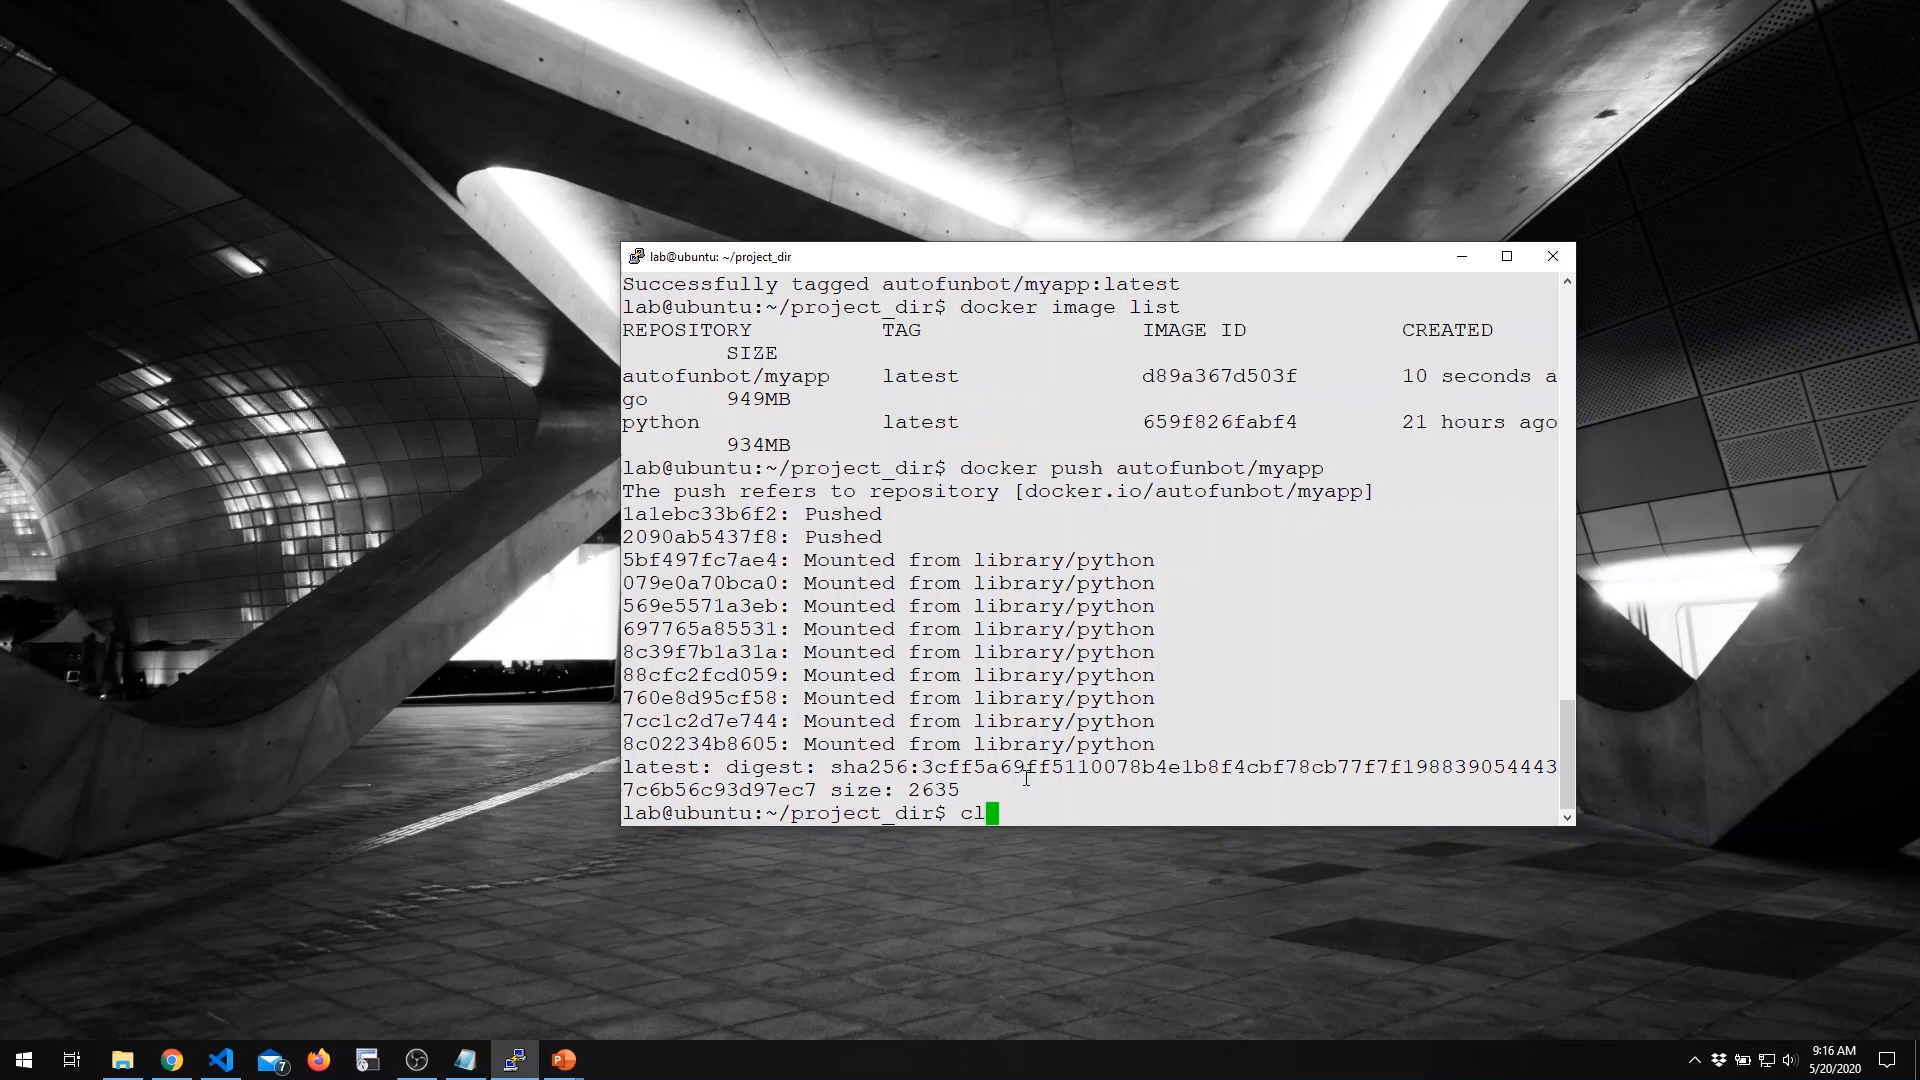 lab@ubuntu: ~/project_dir
Successfully tagged autofunbot/myapp:latest
lab@ubuntu:~/project_dir$ docker image list
REPOSITORY TAG IMAGE ID CREATED
SIZE
autofunbot/myapp latest d89a367d503f 10 seconds a
go 949MB
python latest 659f826fabf4 21 hours ago
934MB
lab@ubuntu:~/project_dir$ docker push autofunbot/myapp
The push refers to repository [docker.io/autofunbot/myapp]
1a1ebc33b6f2: Pushed
2090ab5437f8: Pushed
5bf497fc7ae4: Mounted from library/python
079e0a70bca0: Mounted from library/python
569e5571a3eb: Mounted from library/python
697765a85531: Mounted from library/python
8c39f7b1a31a: Mounted from library/python
88cfc2fcd059: Mounted from library/python
760e8d95cf58: Mounted from library/python
7cc1c2d7e744: Mounted from library/python
8c02234b8605: Mounted from library/python
latest: digest: sha256:3cff5a69ff5110078b4e1b8f4cbf78cb77f7f198839054443
7c6b56c93d97ec7 size: 2635
lab@ubuntu:~/project_dir$ cl
7
9:16 AM
5/20/2020